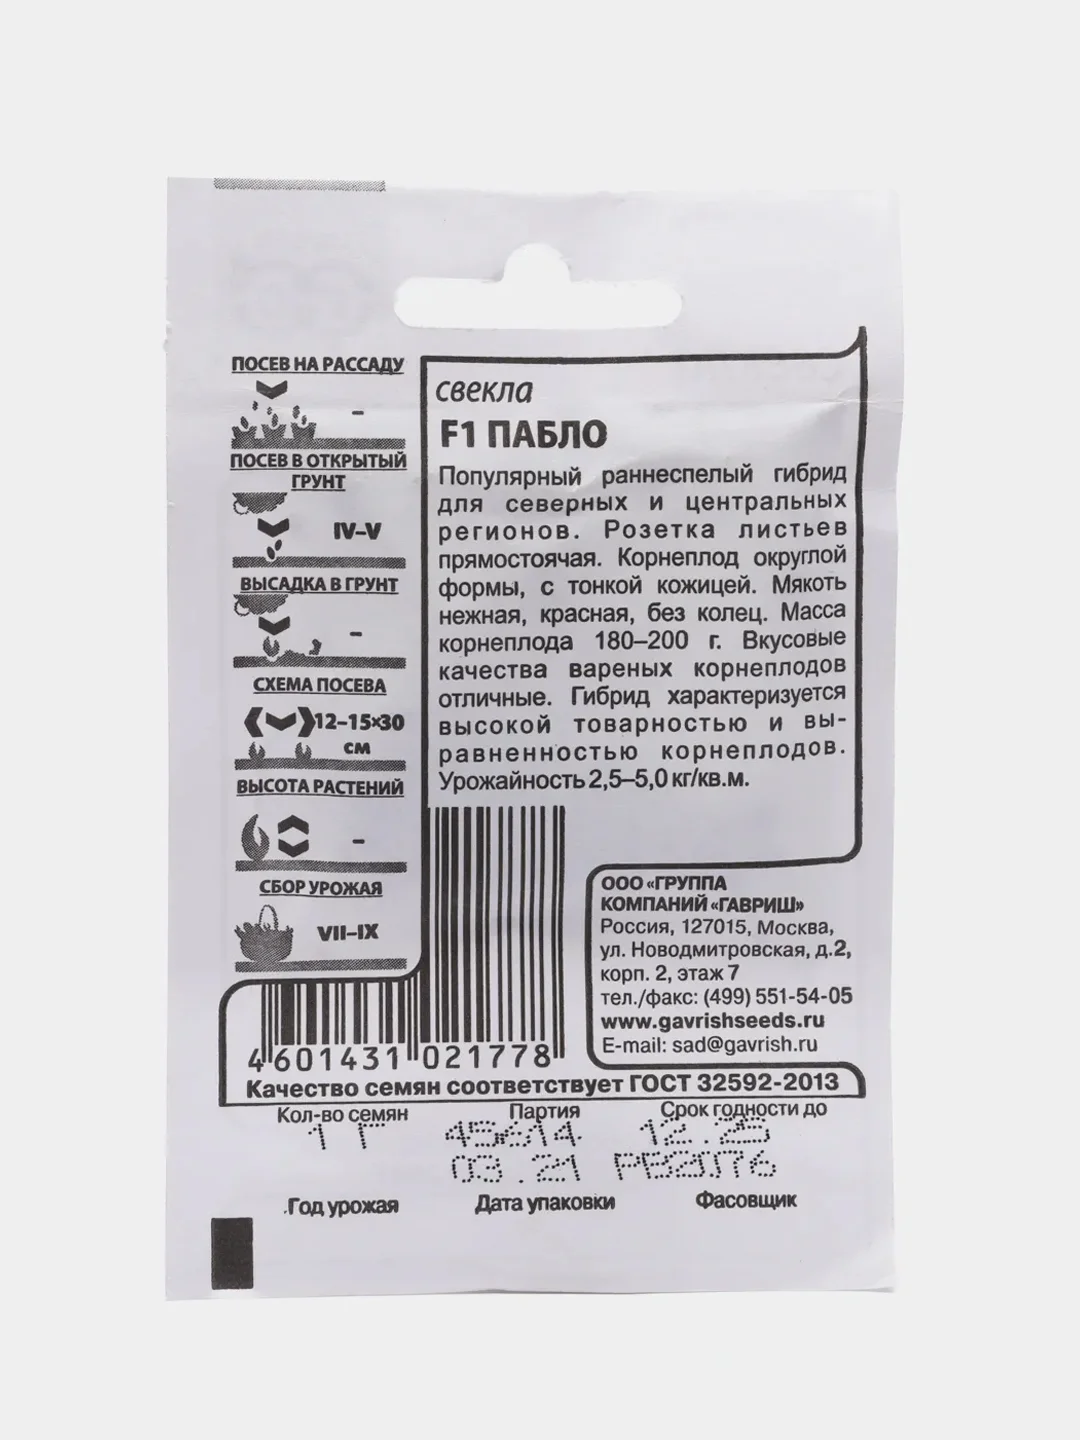 ПОСЕВ НА РАССАДУ
–
ПОСЕВ В ОТКРЫТЫЙ
ГРУНТ
IV–V
ВЫСАДКА В ГРУНТ
–
СХЕМА ПОСЕВА
12–15×30
см
ВЫСОТА РАСТЕНИЙ
–
СБОР УРОЖАЯ
VII–IX
свекла
F1 ПАБЛО
Популярный раннеспелый гибрид
для северных и центральных
регионов. Розетка листьев
прямостоячая. Корнеплод округлой
формы, с тонкой кожицей. Мякоть
нежная, красная, без колец. Масса
корнеплода 180–200 г. Вкусовые
качества вареных корнеплодов
отличные. Гибрид характеризуется
высокой товарностью и вы-
равненностью корнеплодов.
Урожайность 2,5–5,0 кг/кв.м.
ООО «ГРУППА
КОМПАНИЙ «ГАВРИШ»
Россия, 127015, Москва,
ул. Новодмитровская, д.2,
корп. 2, этаж 7
тел./факс: (499) 551-54-05
www.gavrishseeds.ru
E-mail: sad@gavrish.ru
4 601431 021778
Качество семян соответствует ГОСТ 32592-2013
Кол-во семян Партия Срок годности до
1 Г 12.25
03.21
Год урожая Дата упаковки Фасовщик